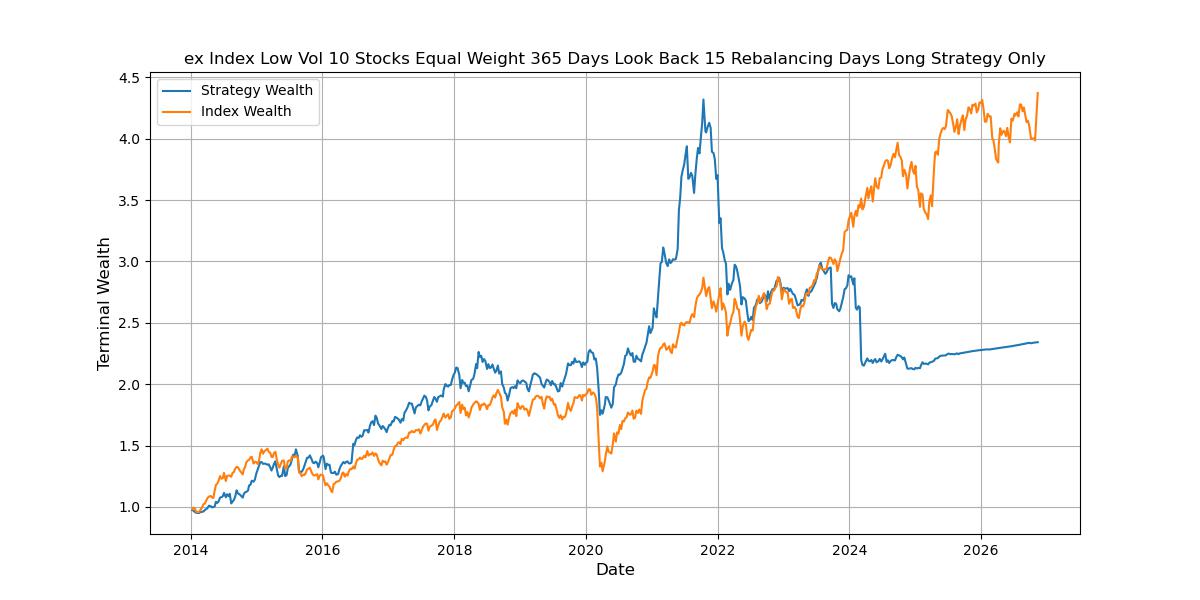 ex Index Low Vol 10 Stocks Equal Weight 365 Days Look Back 15 Rebalancing Days Long Strategy Only
Strategy Wealth
Index Wealth
Terminal Wealth
4.5
4.0
3.5
3.0
2.5
2.0
1.5
1.0
2014 2016 2018 2020 2022 2024 2026
Date